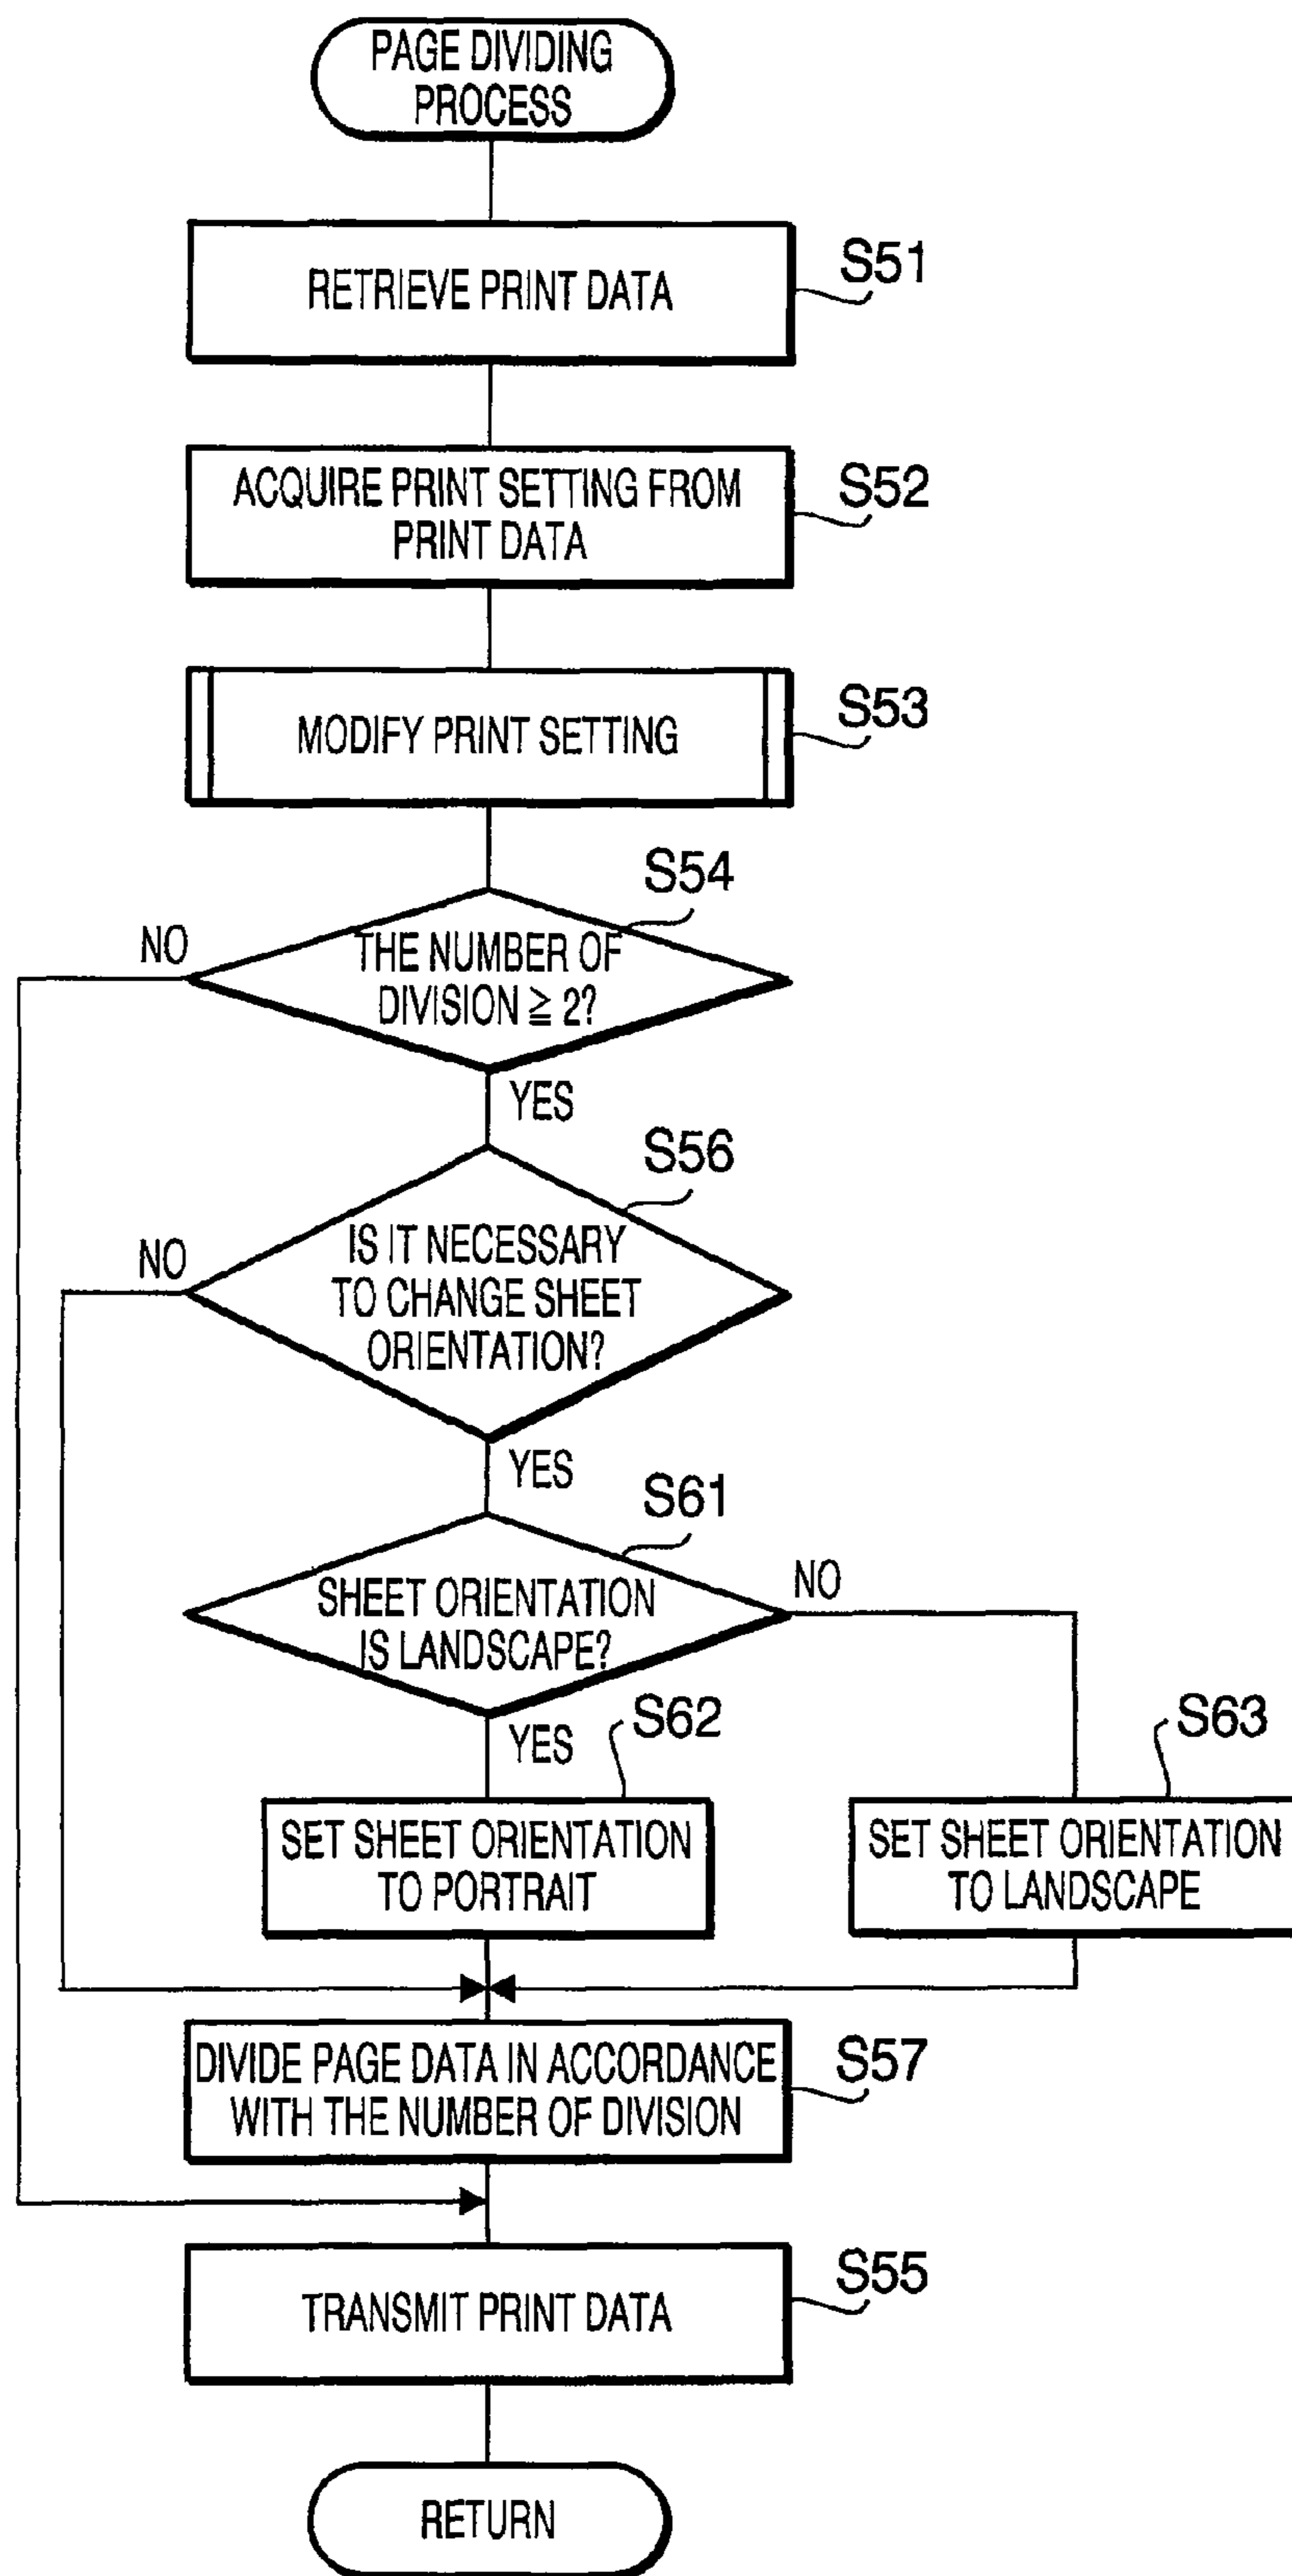 PAGE DIVIDING
PROCESS
RETRIEVE PRINT DATA
S51
ACQUIRE PRINT SETTING FROM
PRINT DATA
S52
MODIFY PRINT SETTING
S53
S54
NO
THE NUMBER OF
DIVISION ≧ 2?
YES
S56
NO
IS IT NECESSARY
TO CHANGE SHEET
ORIENTATION?
YES
S61
NO
SHEET ORIENTATION
IS LANDSCAPE?
YES
S62
S63
SET SHEET ORIENTATION
TO PORTRAIT
SET SHEET ORIENTATION
TO LANDSCAPE
DIVIDE PAGE DATA IN ACCORDANCE
WITH THE NUMBER OF DIVISION
S57
TRANSMIT PRINT DATA
S55
RETURN